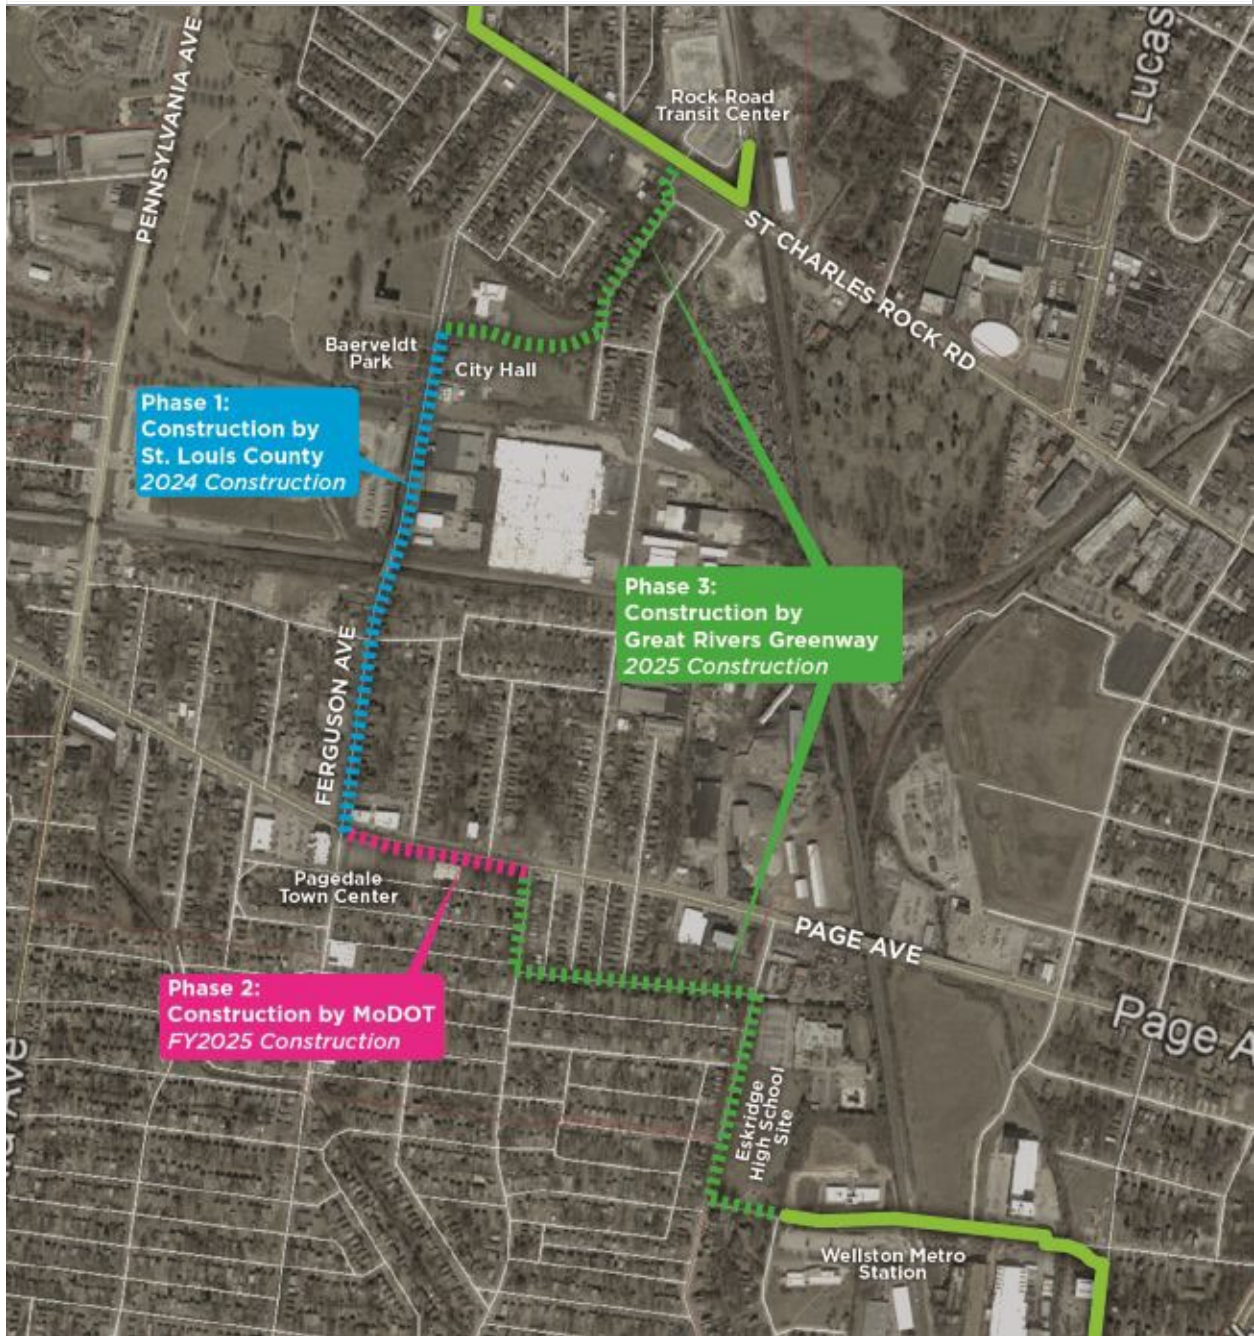 PENNSYLVANIA AVE
Lucas
Rock Road
Transit Center
ST CHARLES ROCK RD
Baerveldt
Park
City Hall
Phase 1:
Construction by
St. Louis County
2024 Construction
Phase 3:
Construction by
Great Rivers Greenway
2025 Construction
FERGUSON AVE
Pagedale
Town Center
PAGE AVE
Phase 2:
Construction by MoDOT
FY2025 Construction
Page A
Ave
Eskridge
High School
Site
Wellston Metro
Station